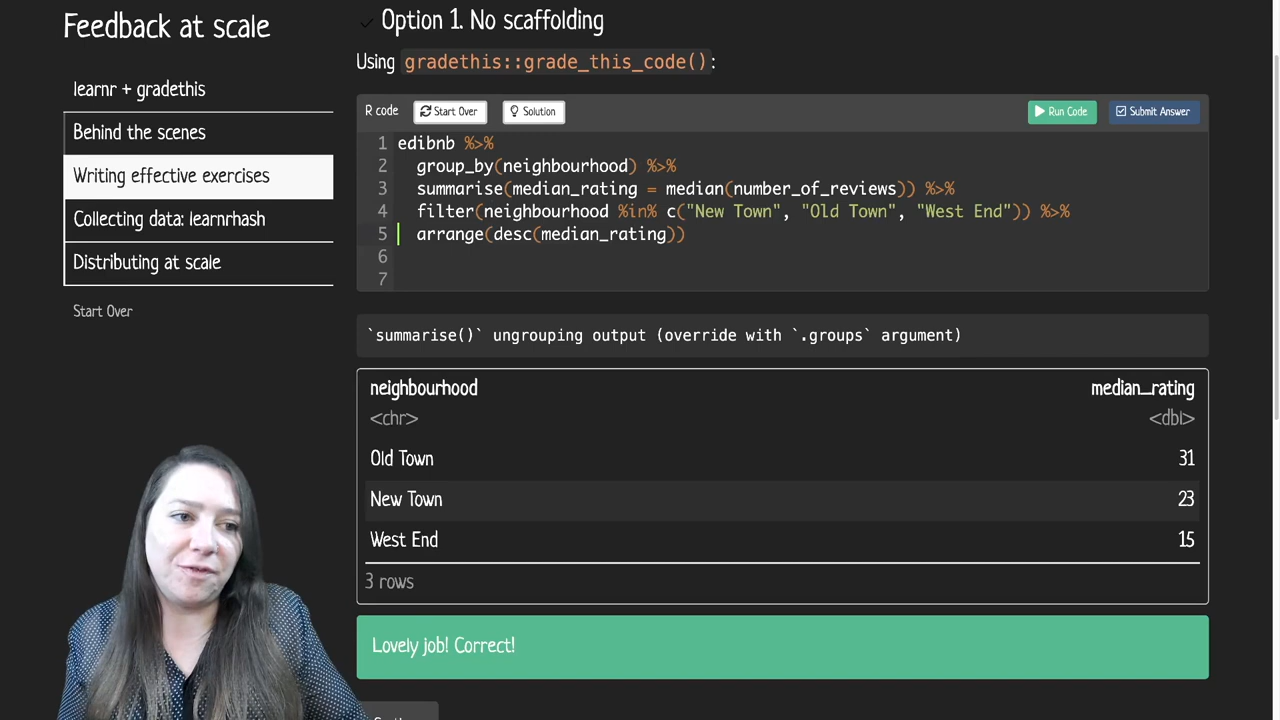 Feedback at scale
learnr + gradethis
Behind the scenes
Writing effective exercises
Collecting data: learnrhash
Distributing at scale
Start Over
Option 1. No scaffolding
Using gradethis::grade_this_code():
R code Start Over Solution Run Code Submit Answer
1 edibnb %>%
2 group_by(neighbourhood) %>%
3 summarise(median_rating = median(number_of_reviews)) %>%
4 filter(neighbourhood %in% c("New Town", "Old Town", "West End")) %>%
5 arrange(desc(median_rating))
6
7
`summarise()` ungrouping output (override with `.groups` argument)
neighbourhood median_rating
<chr> <dbl>
Old Town 31
New Town 23
West End 15
3 rows
Lovely job! Correct!